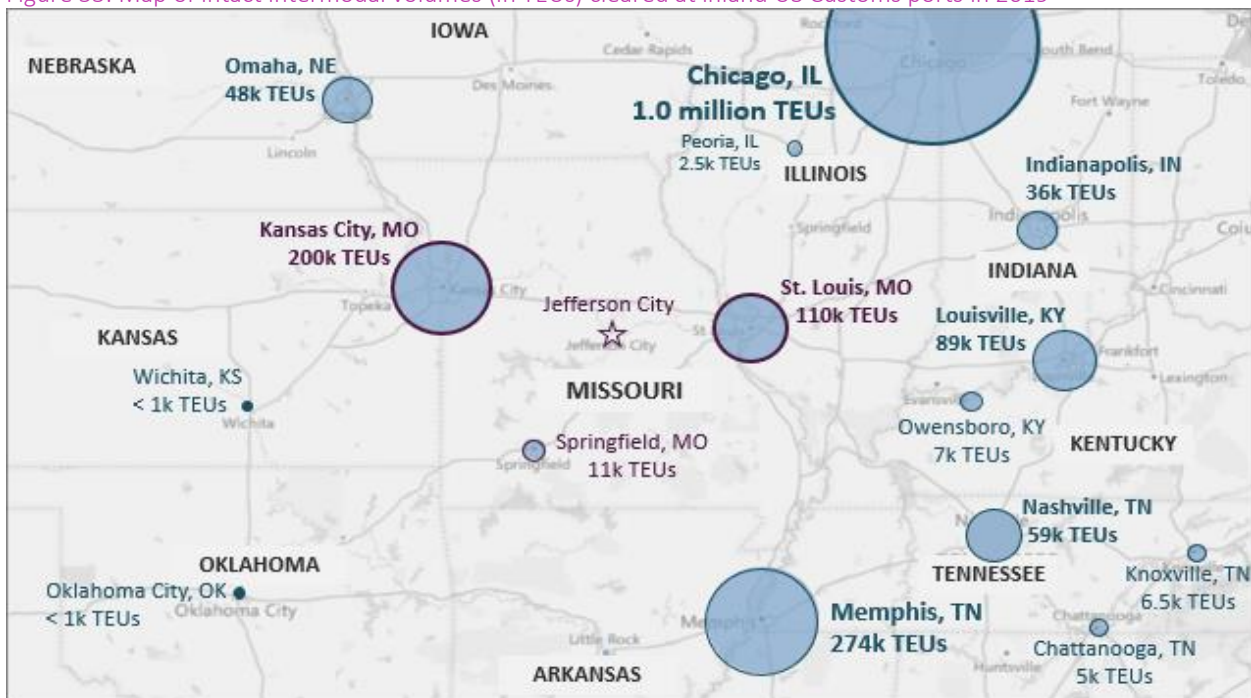 Figure 35: Map of intact intermodal volumes (in TEUs) cleared at inland US Customs ports in 2015
IOWA
Rockford
Cedar Rapids
South Bend
NEBRASKA
Omaha, NE
48k TEUs
Des Moines
Chicago
Chicago, IL
1.0 million TEUs
Toledo
Fort Wayne
Peoria, IL
2.5k TEUs
ILLINOIS
Lincoln
Indianapolis, IN
36k TEUs
Indianapolis
Springfield
Kansas City, MO
200k TEUs
Kansas City
Topeka
INDIANA
Cincinnati
St. Louis, MO
110k TEUs
Jefferson City
Jefferson City
Louisville, KY
89k TEUs
Frankfort
Lexington
KANSAS
Wichita, KS
< 1k TEUs
Wichita
MISSOURI
Evansville
Owensboro, KY
7k TEUs
KENTUCKY
Springfield, MO
11k TEUs
Springfield
Nashville, TN
59k TEUs
TENNESSEE
Knoxville, TN
6.5k TEUs
OKLAHOMA
Oklahoma City, OK
< 1k TEUs
Oklahoma City
Memphis
Memphis, TN
274k TEUs
Little Rock
ARKANSAS
Chattanooga
Chattanooga, TN
5k TEUs
Huntsville